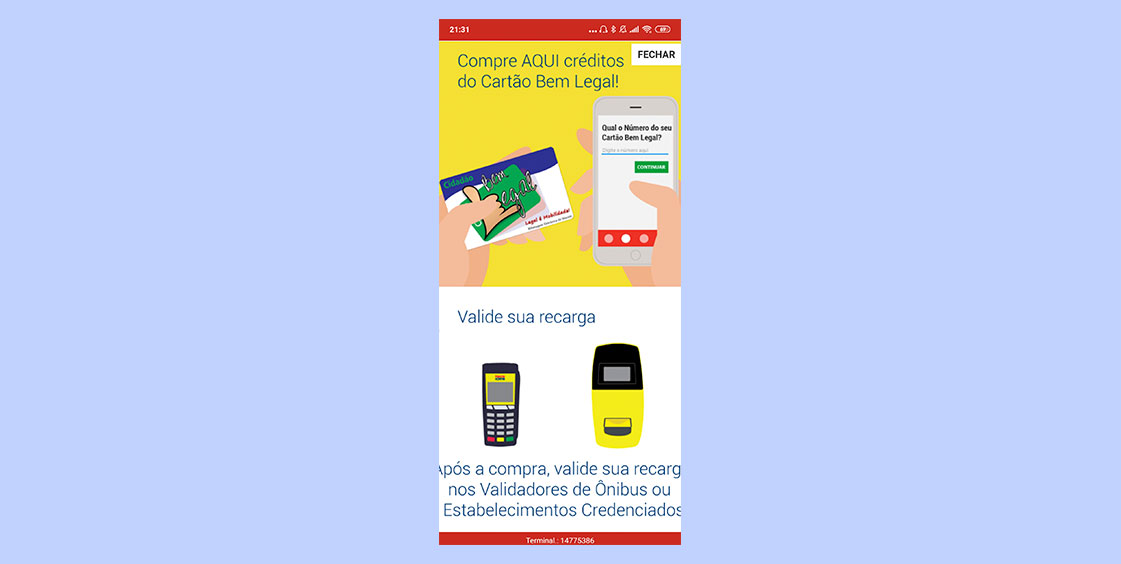 21:31
69
FECHAR
Compre AQUI créditos
do Cartão Bem Legal!
Qual o Número do seu
Cartão Bem Legal?
Digite o número aqui
CONTINUAR
Cidadão
Bem
Legal
Legal é Mobilidade!
Valide sua recarga
Após a compra, valide sua recarg
nos Validadores de Ônibus ou
Estabelecimentos Credenciados
Terminal.: 14775386